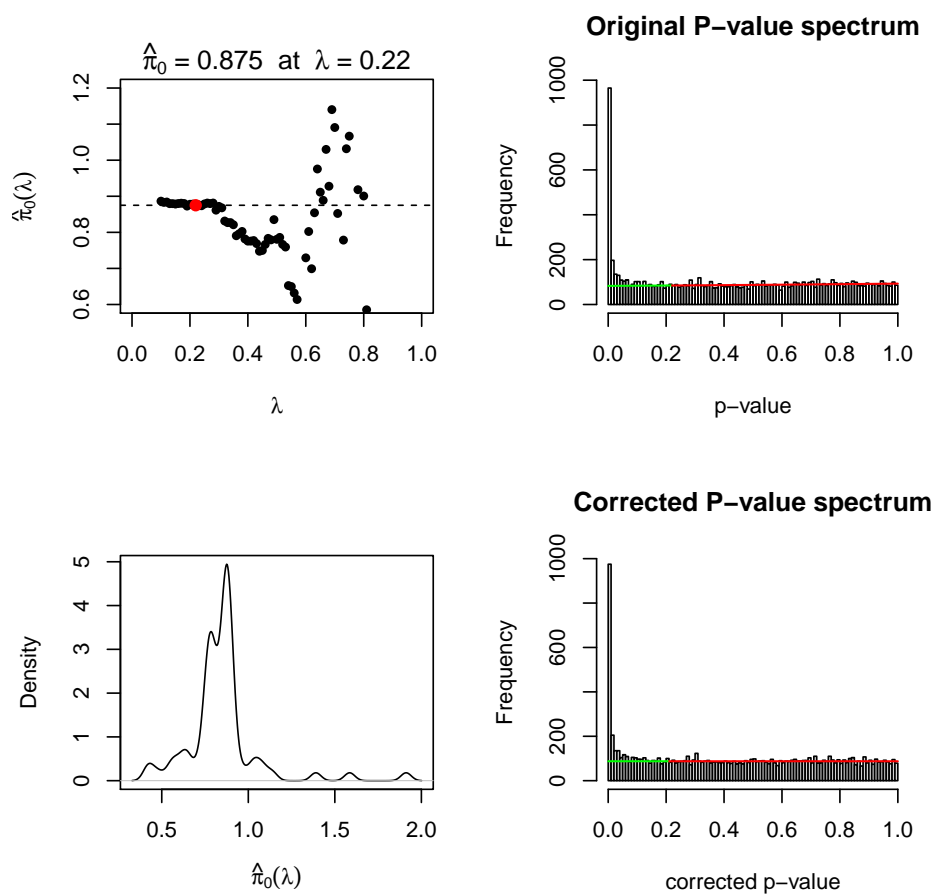 π̂₀ = 0.875 at λ = 0.22
π̂₀(λ)
0.6 0.8 1.0 1.2
0.0 0.2 0.4 0.6 0.8 1.0
λ
Original P−value spectrum
Frequency
0 200 600 1000
0.0 0.2 0.4 0.6 0.8 1.0
p−value
Density
0 1 2 3 4 5
0.5 1.0 1.5 2.0
π̂₀(λ)
Corrected P−value spectrum
Frequency
0 200 600 1000
0.0 0.2 0.4 0.6 0.8 1.0
corrected p−value